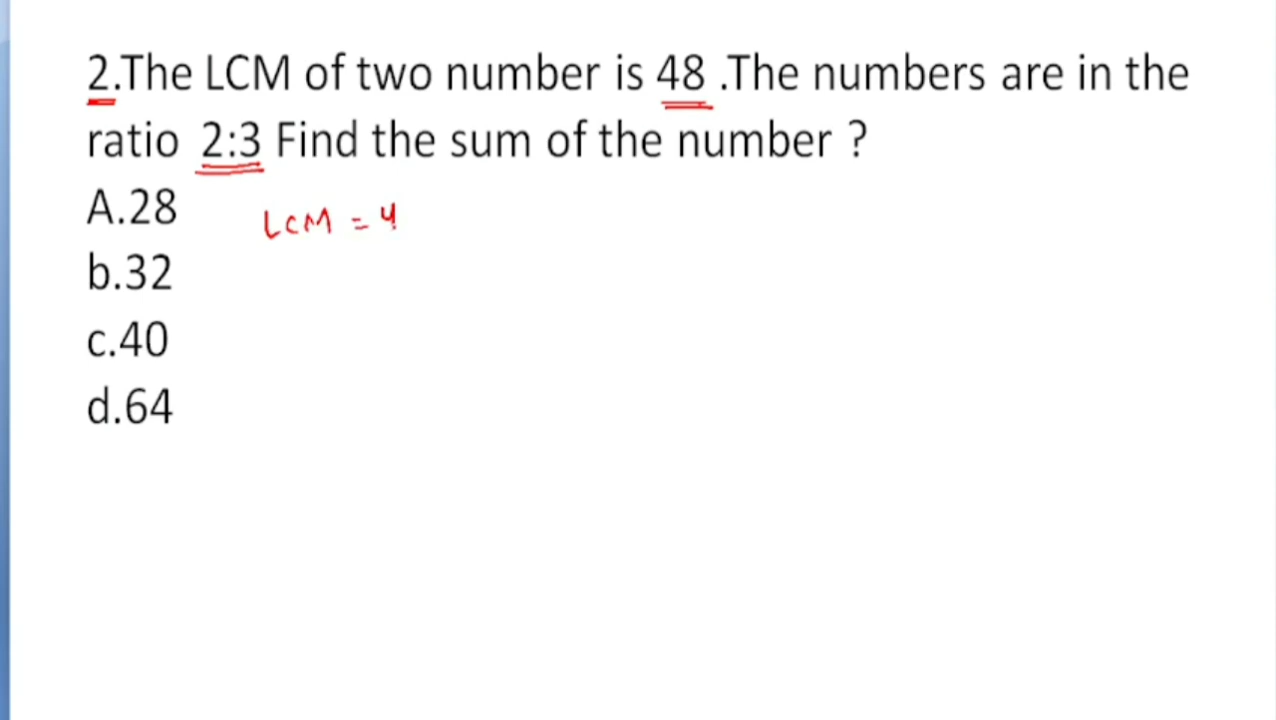 2.The LCM of two number is 48 .The numbers are in the
ratio 2:3 Find the sum of the number ?
A.28
LCM = 4
b.32
c.40
d.64